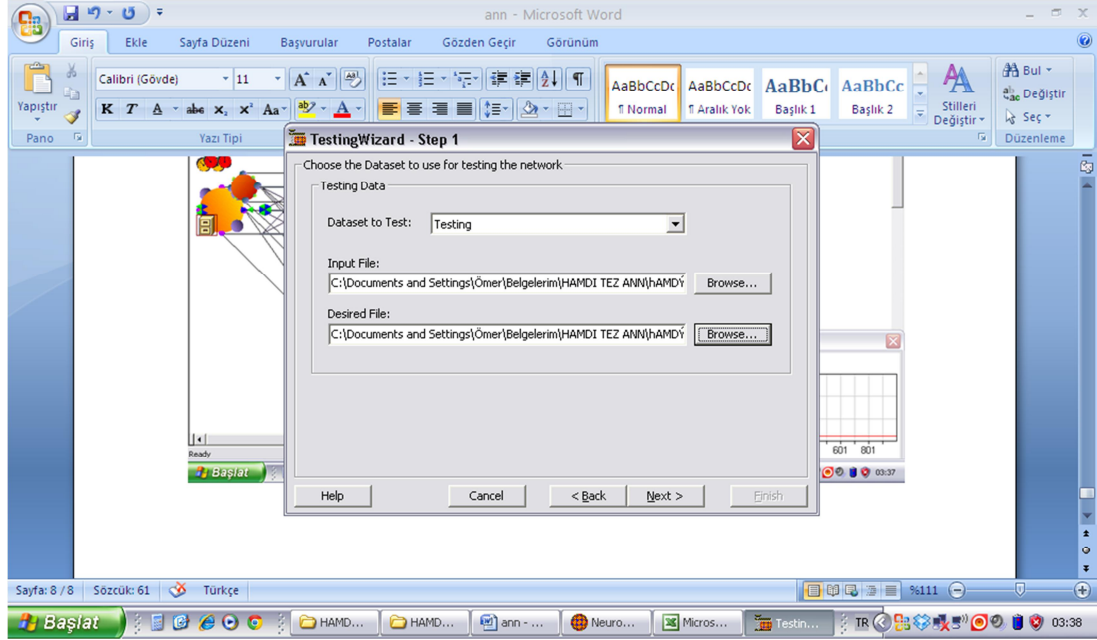 ann - Microsoft Word
Giriş Ekle Sayfa Düzeni Başvurular Postalar Gözden Geçir Görünüm
Yapıştır
Pano
Calibri (Gövde) 11
K T A abe x₂ x² Aa
Yazı Tipi
AaBbCcDc AaBbCcDc AaBbC AaBbCc
¶ Normal ¶ Aralık Yok Başlık 1 Başlık 2
Stilleri
Değiştir
Bul
Değiştir
Seç
Düzenleme
TestingWizard - Step 1
Choose the Dataset to use for testing the network
Testing Data
Dataset to Test: Testing
Input File:
C:\Documents and Settings\Ömer\Belgelerim\HAMDI TEZ ANN\hAMDÝ Browse...
Desired File:
C:\Documents and Settings\Ömer\Belgelerim\HAMDI TEZ ANN\hAMDÝ Browse...
Help Cancel < Back Next > Finish
601 801
Ready
Başlat 03:37
Sayfa: 8 / 8 Sözcük: 61 Türkçe %111
Başlat HAMD... HAMD... ann - ... Neuro... Micros... Testin... TR 03:38